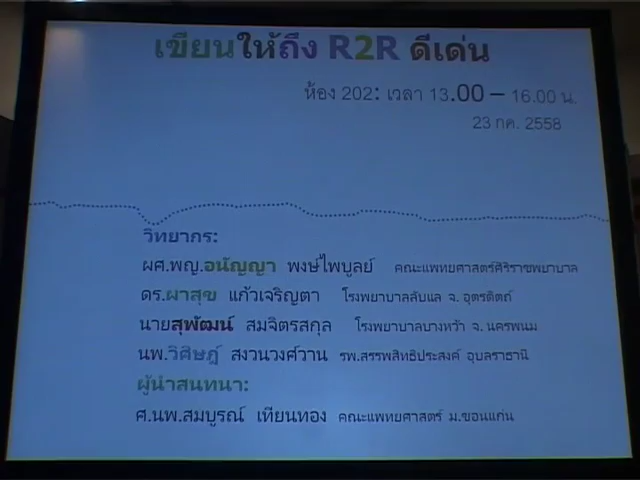 เขียนให้ถึง R2R ดีเด่น
ห้อง 202: เวลา 13.00 – 16.00 น.
23 กค. 2558
วิทยากร:
ผศ.พญ.อนัญญา พงษ์ไพบูลย์ คณะแพทยศาสตร์ศิริราชพยาบาล
ดร.ผาสุข แก้วเจริญตา โรงพยาบาลลับแล จ. อุตรดิตถ์
นายสุพัฒน์ สมจิตรสกุล โรงพยาบาลบางหว้า จ. นครพนม
นพ.วิศิษฎ์ สงวนวงศ์วาน รพ.สรรพสิทธิประสงค์ อุบลราธานี
ผู้นำสนทนา:
ศ.นพ.สมบูรณ์ เทียนทอง คณะแพทยศาสตร์ ม.ขอนแก่น